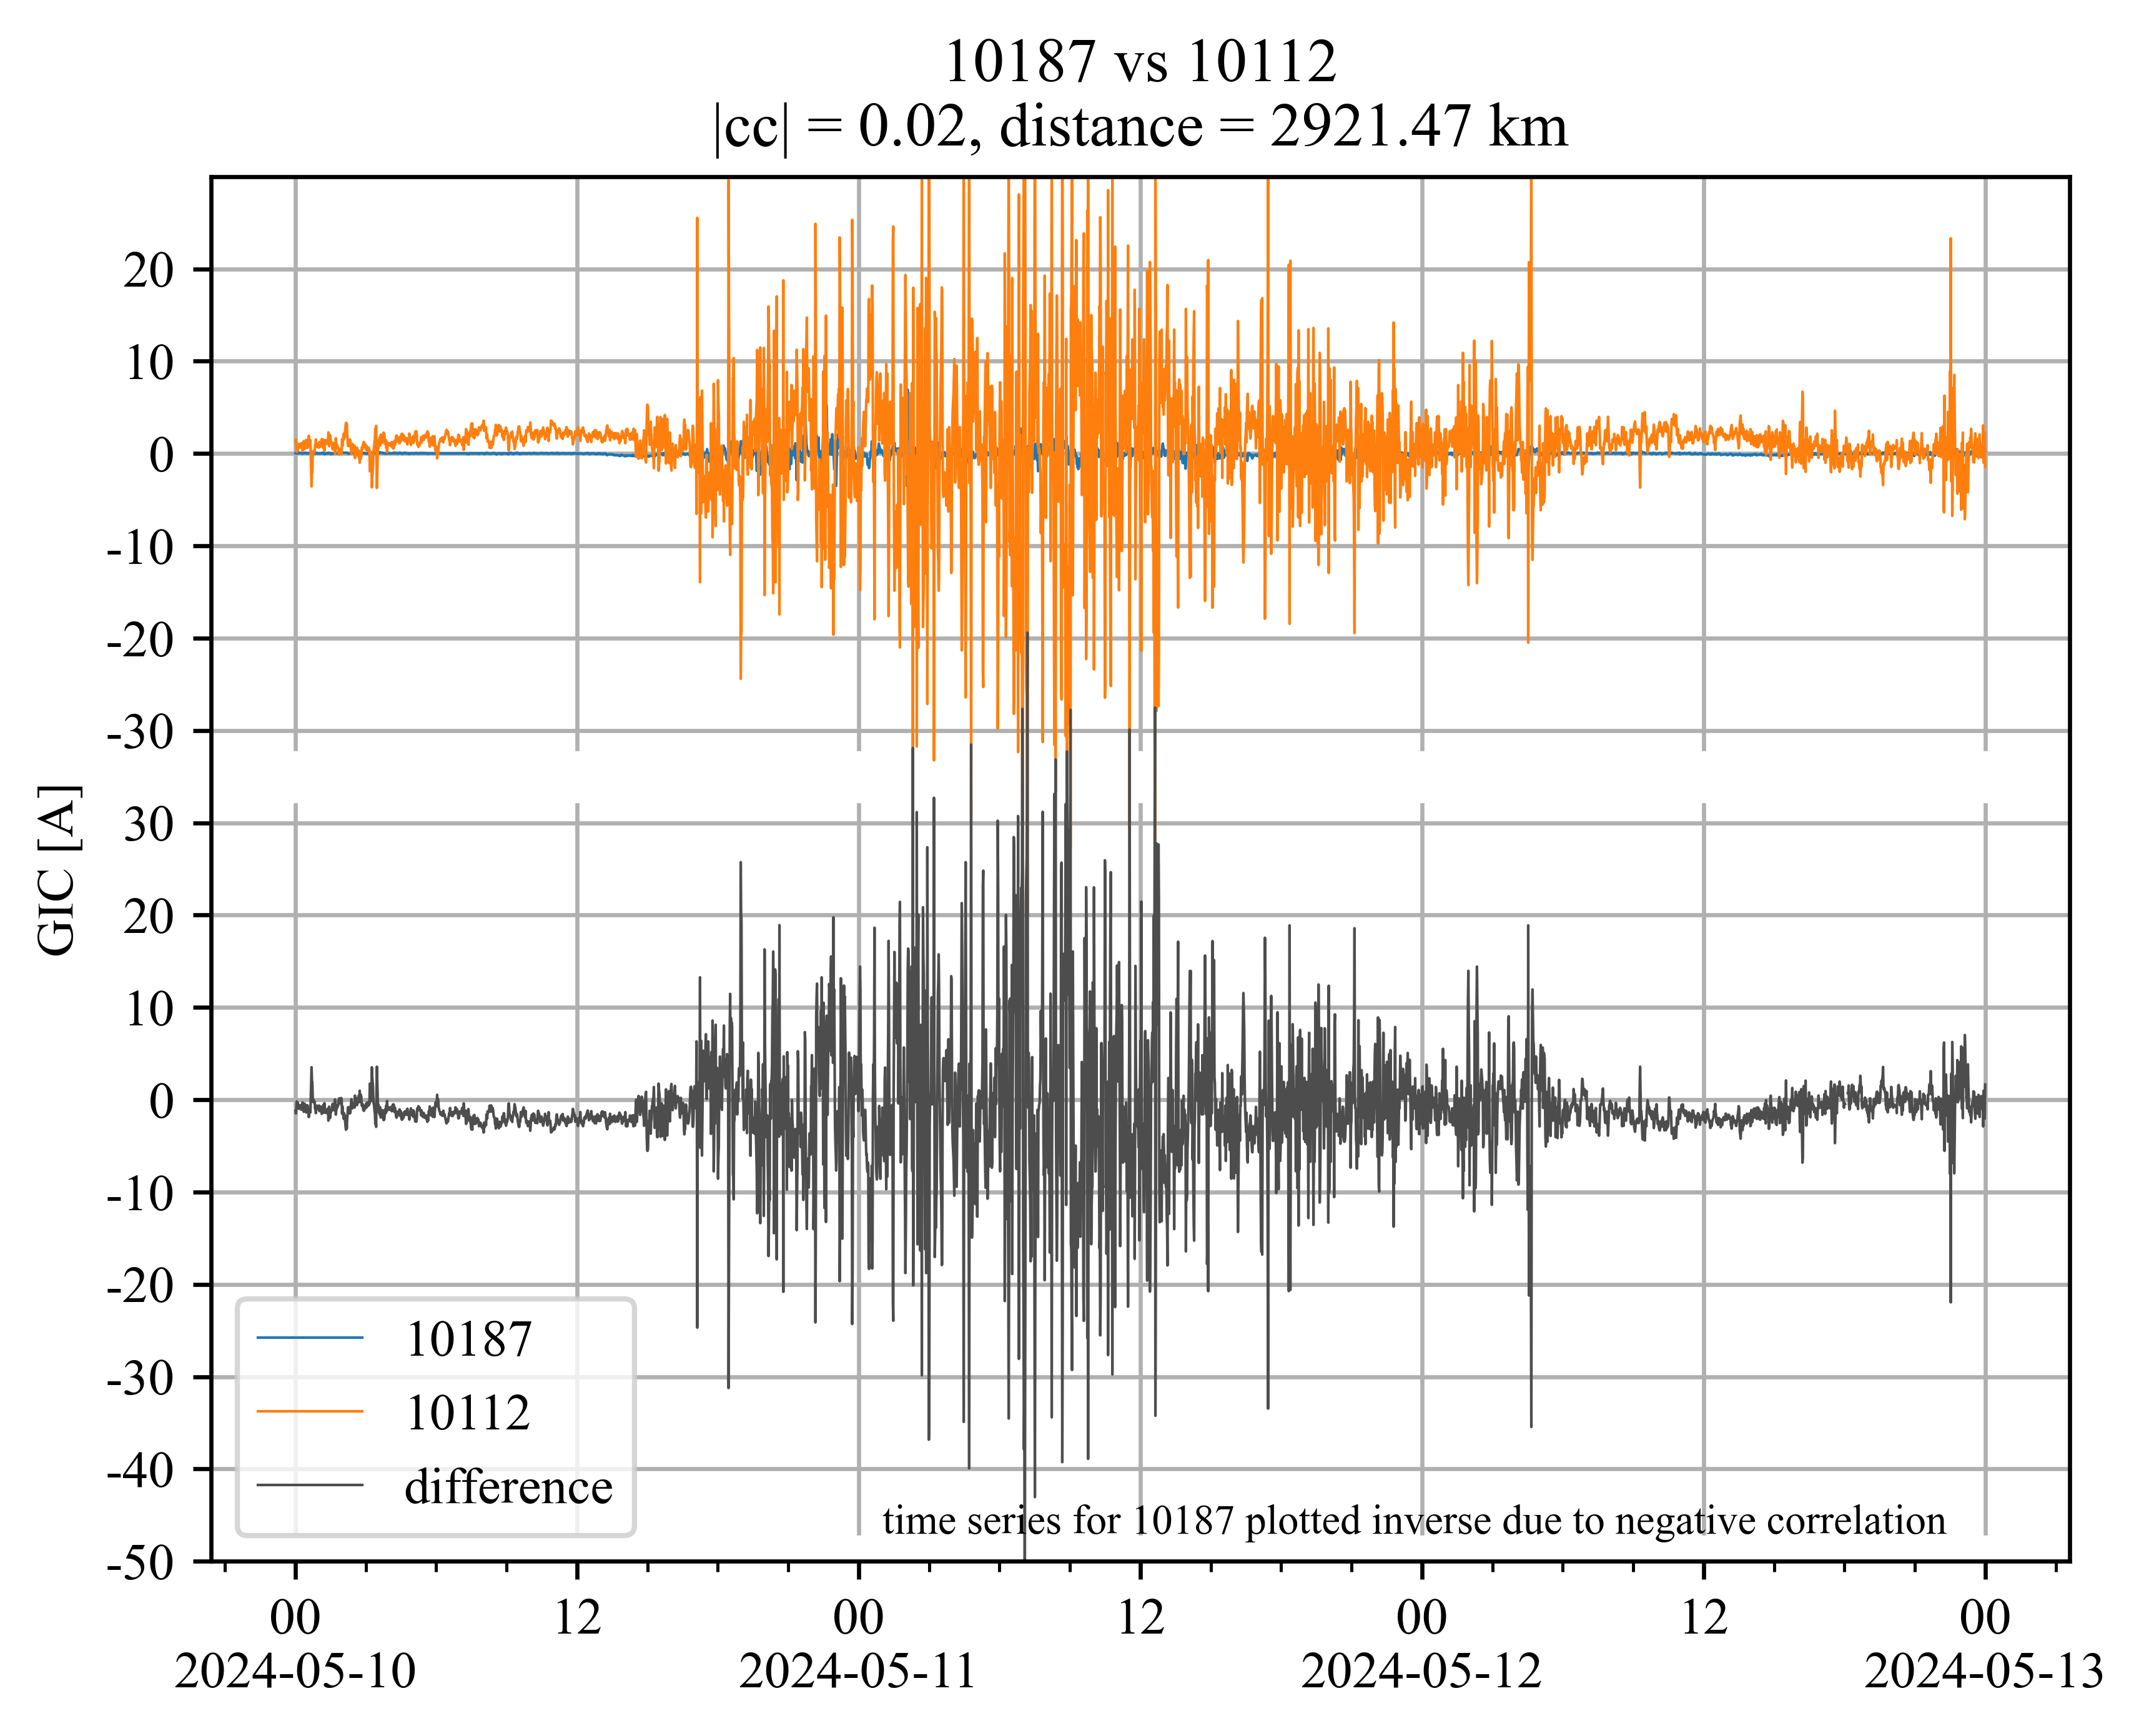 10187 vs 10112
|cc| = 0.02, distance = 2921.47 km
20
10
0
-10
-20
-30
30
20
10
0
-10
-20
-30
-40
-50
GIC [A]
10187
10112
difference
time series for 10187 plotted inverse due to negative correlation
00 12 00 12 00 12 00
2024-05-10 2024-05-11 2024-05-12 2024-05-13